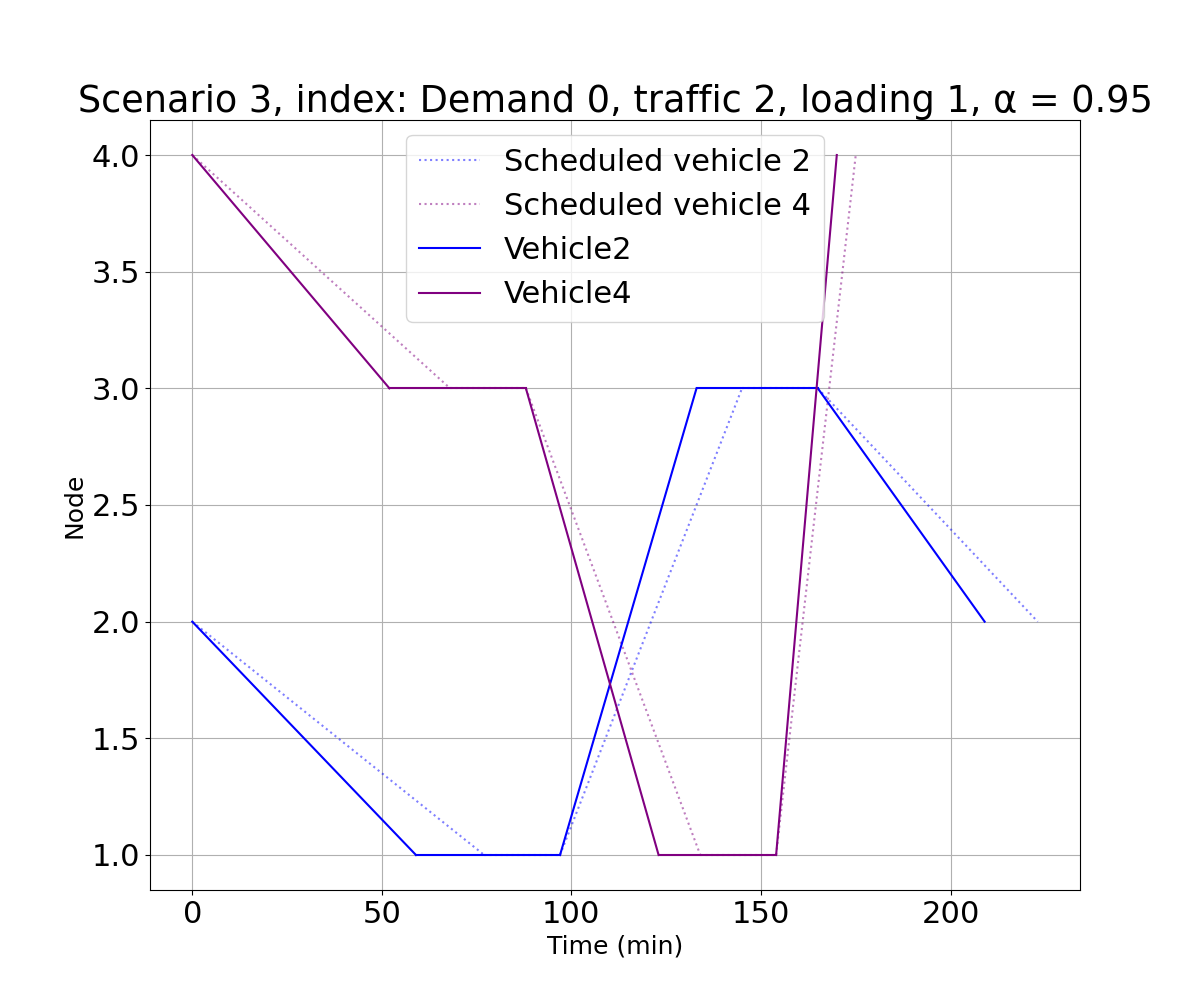 Scenario 3, index: Demand 0, traffic 2, loading 1, α = 0.95
Scheduled vehicle 2
Scheduled vehicle 4
Vehicle2
Vehicle4
4.0
3.5
3.0
2.5
2.0
1.5
1.0
Node
0 50 100 150 200
Time (min)